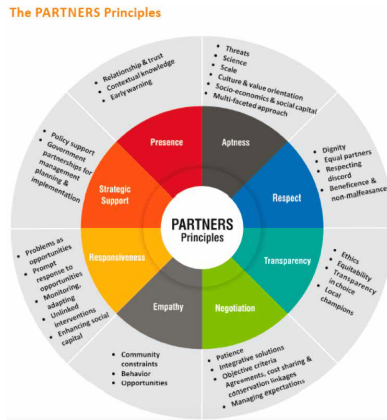 The PARTNERS Principles
• Relationship & trust
• Contextual knowledge
• Early warning
Presence
• Threats
• Science
• Scale
• Culture & value orientation
• Socio-economics & social capital
• Multi-faceted approach
Aptness
• Dignity
• Equal partners
• Respecting
discord
• Beneficence &
non-malfeasance
Respect
• Ethics
• Equitability
• Transparency
in choice
• Local
champions
Transparency
• Patience
• Integrative solutions
• Objective criteria
• Agreements, cost sharing &
conservation linkages
• Managing expectations
Negotiation
• Community
constraints
• Behavior
• Opportunities
Empathy
• Problems as
opportunities
• Prompt
response to
opportunities
• Monitoring,
adapting
• Unlinked
interventions
• Enhancing social
capital
Responsiveness
• Policy support
• Government
partnerships for
management
planning &
implementation
Strategic
Support
PARTNERS
Principles